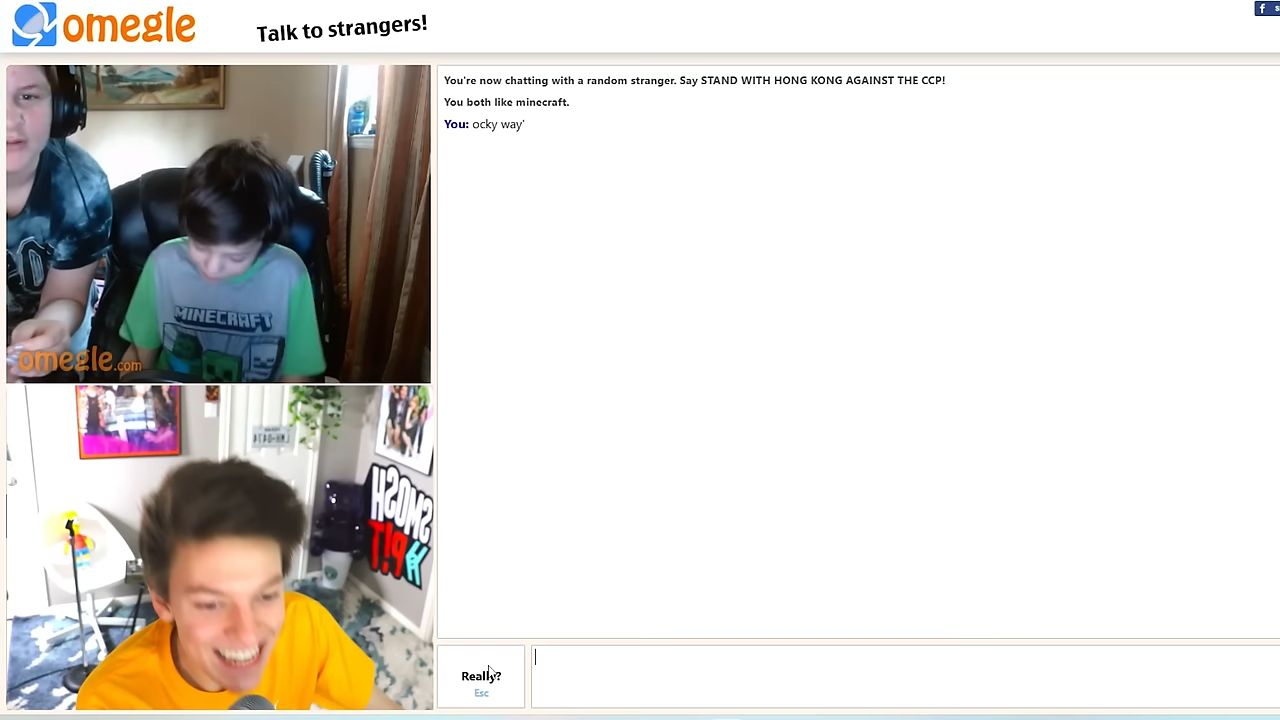 omegle
Talk to strangers!
f s
You're now chatting with a random stranger. Say STAND WITH HONG KONG AGAINST THE CCP!
You both like minecraft.
You: ocky way'
MINECRAFT
omegle.com
SMOSH
Really?
Esc